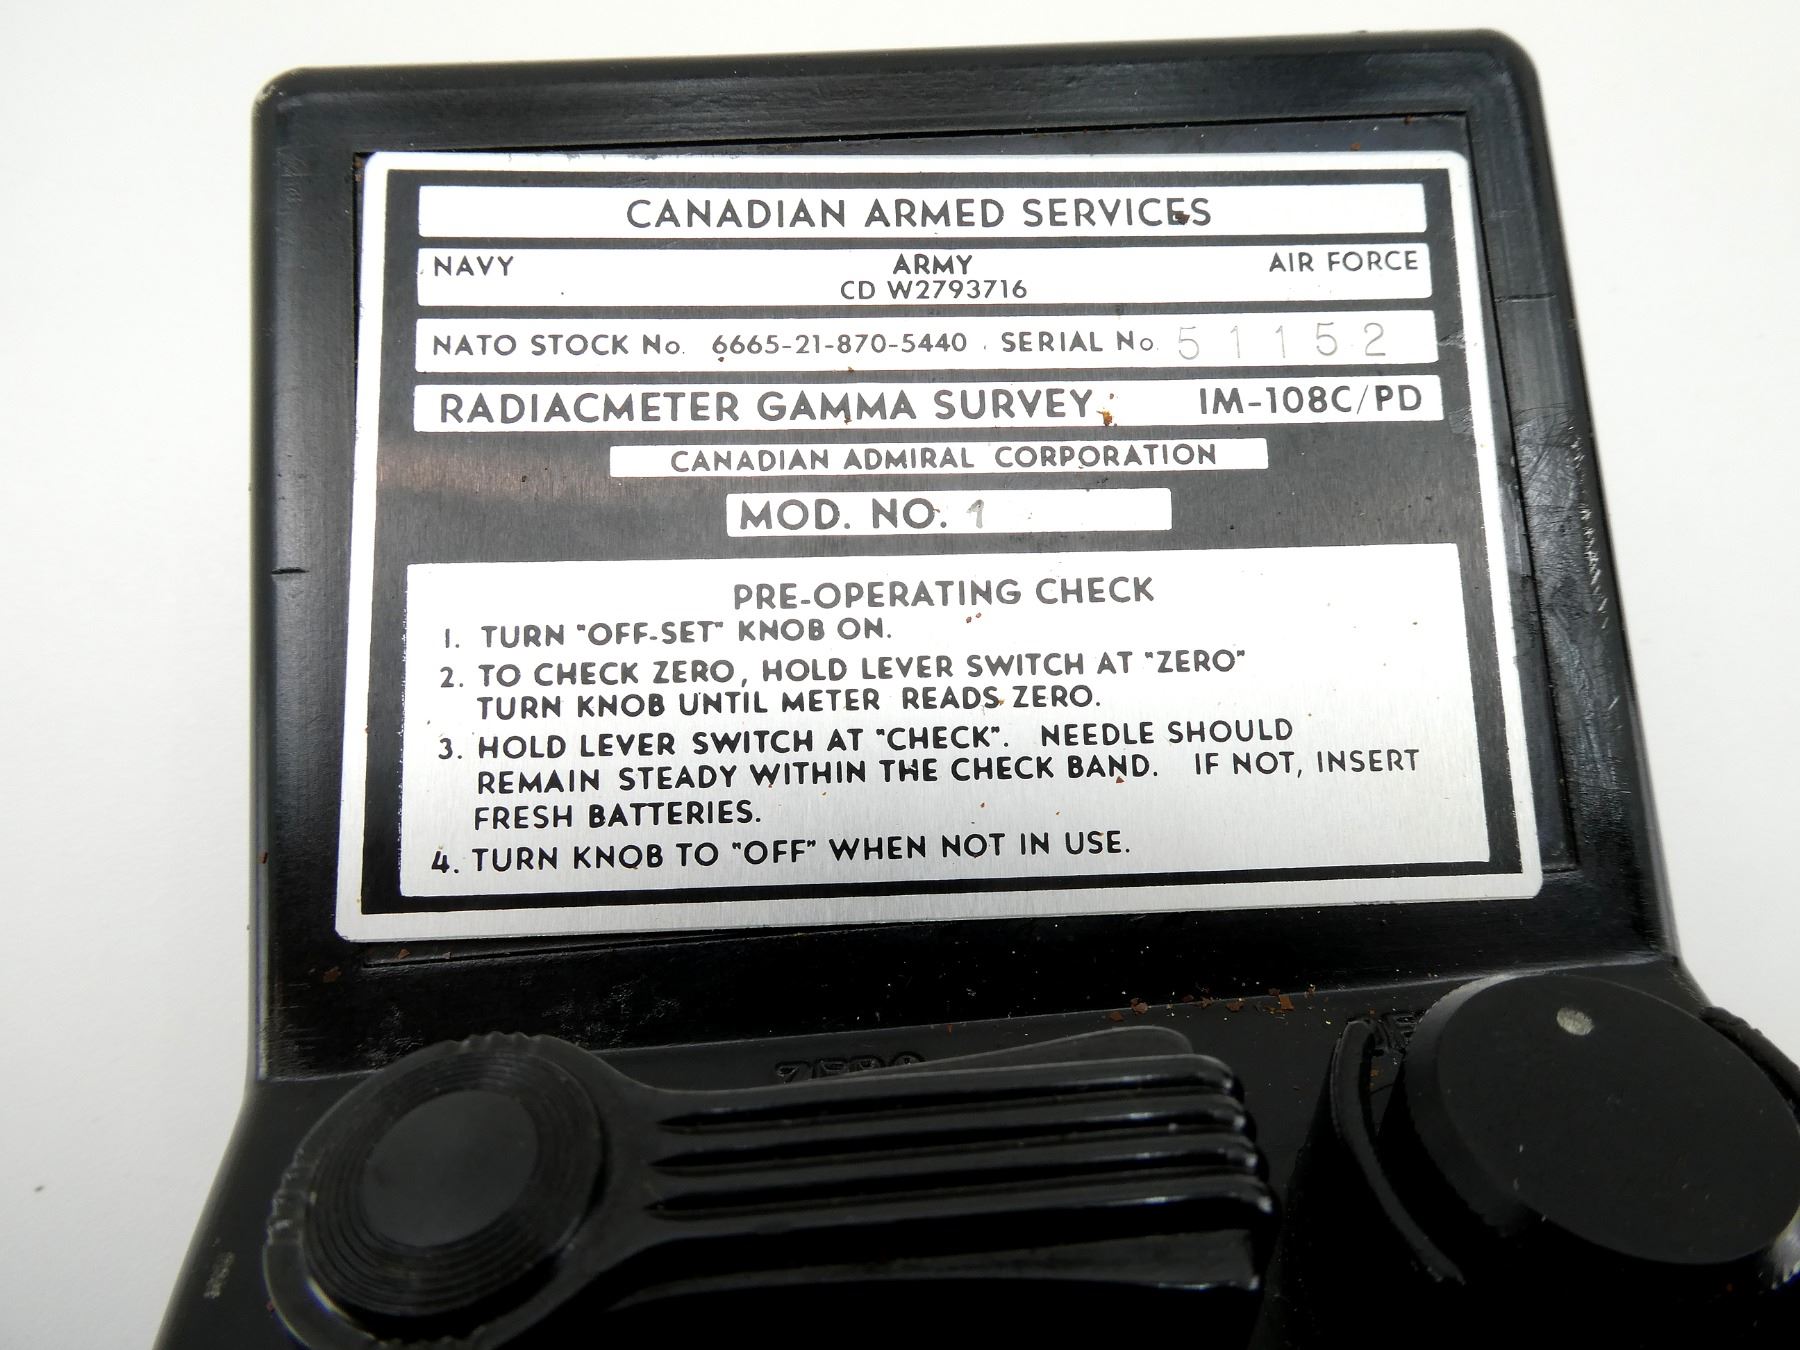 CANADIAN ARMED SERVICES
NAVY ARMY AIR FORCE
CD W2793716
NATO STOCK No. 6665-21-870-5440 SERIAL No. 51152
RADIACMETER GAMMA SURVEY IM-108C/PD
CANADIAN ADMIRAL CORPORATION
MOD. NO. 1
PRE-OPERATING CHECK
1. TURN "OFF-SET" KNOB ON.
2. TO CHECK ZERO, HOLD LEVER SWITCH AT "ZERO"
TURN KNOB UNTIL METER READS ZERO.
3. HOLD LEVER SWITCH AT "CHECK". NEEDLE SHOULD
REMAIN STEADY WITHIN THE CHECK BAND. IF NOT, INSERT
FRESH BATTERIES.
4. TURN KNOB TO "OFF" WHEN NOT IN USE.
ZERO